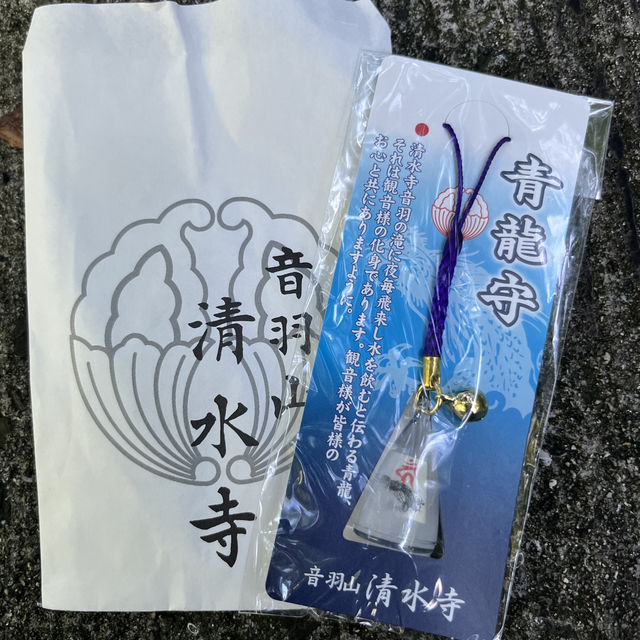 音羽山
清水寺
青龍守
清水寺音羽の滝に夜毎飛来し水を飲むと伝わる青龍、
それは観音様の化身であります。観音様が皆様の
お心と共にありますように。
音羽山 清水寺